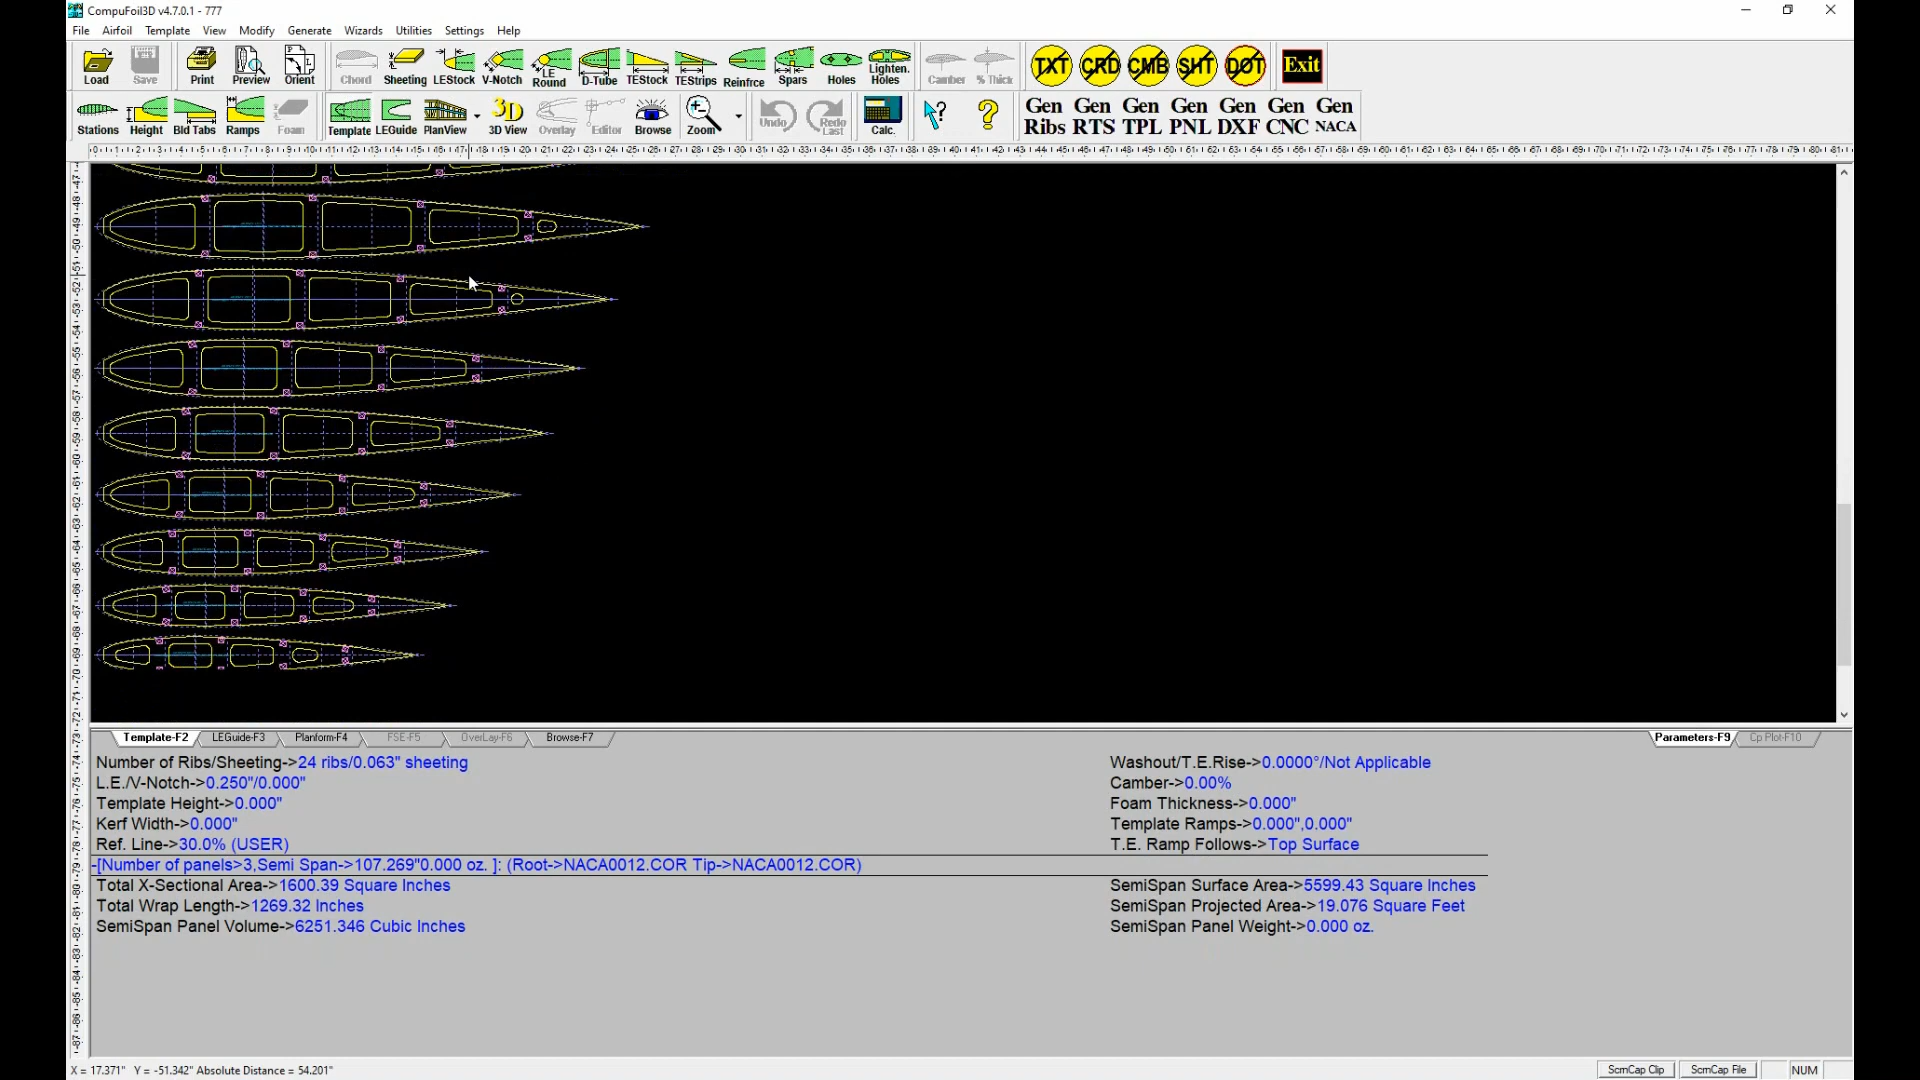 CompuFoil3D v4.7.0.1 - 777
File Airfoil Template View Modify Generate Wizards Utilities Settings Help
Load Save Print Preview Orient Chord Sheeting LEStock V-Notch LE Round D-Tube TEStock TEStrips Reinfrce Spars Holes Lighten. Holes Camber % Thick TXT CRD CMB SHT DOT Exit
Stations Height Bld Tabs Ramps Foam Template LEGuide PlanView 3D View Overlay Editor Browse Zoom Undo Redo Last Calc. Gen Ribs Gen RTS Gen TPL Gen PNL Gen DXF Gen CNC Gen NACA
Template-F2 LEGuide-F3 Planform-F4 FSE-F5 OverLay-F6 Browse-F7 Parameters-F9 Cp Plot-F10
Number of Ribs/Sheeting->24 ribs/0.063" sheeting
Washout/T.E.Rise->0.0000°/Not Applicable
L.E./V-Notch->0.250"/0.000"
Camber->0.00%
Template Height->0.000"
Foam Thickness->0.000"
Kerf Width->0.000"
Template Ramps->0.000",0.000"
Ref. Line->30.0% (USER)
T.E. Ramp Follows->Top Surface
-[Number of panels>3,Semi Span->107.269"0.000 oz. ]: (Root->NACA0012.COR Tip->NACA0012.COR)
Total X-Sectional Area->1600.39 Square Inches
SemiSpan Surface Area->5599.43 Square Inches
Total Wrap Length->1269.32 Inches
SemiSpan Projected Area->19.076 Square Feet
SemiSpan Panel Volume->6251.346 Cubic Inches
SemiSpan Panel Weight->0.000 oz.
X = 17.371" Y = -51.342" Absolute Distance = 54.201"
ScrnCap Clip ScrnCap File NUM